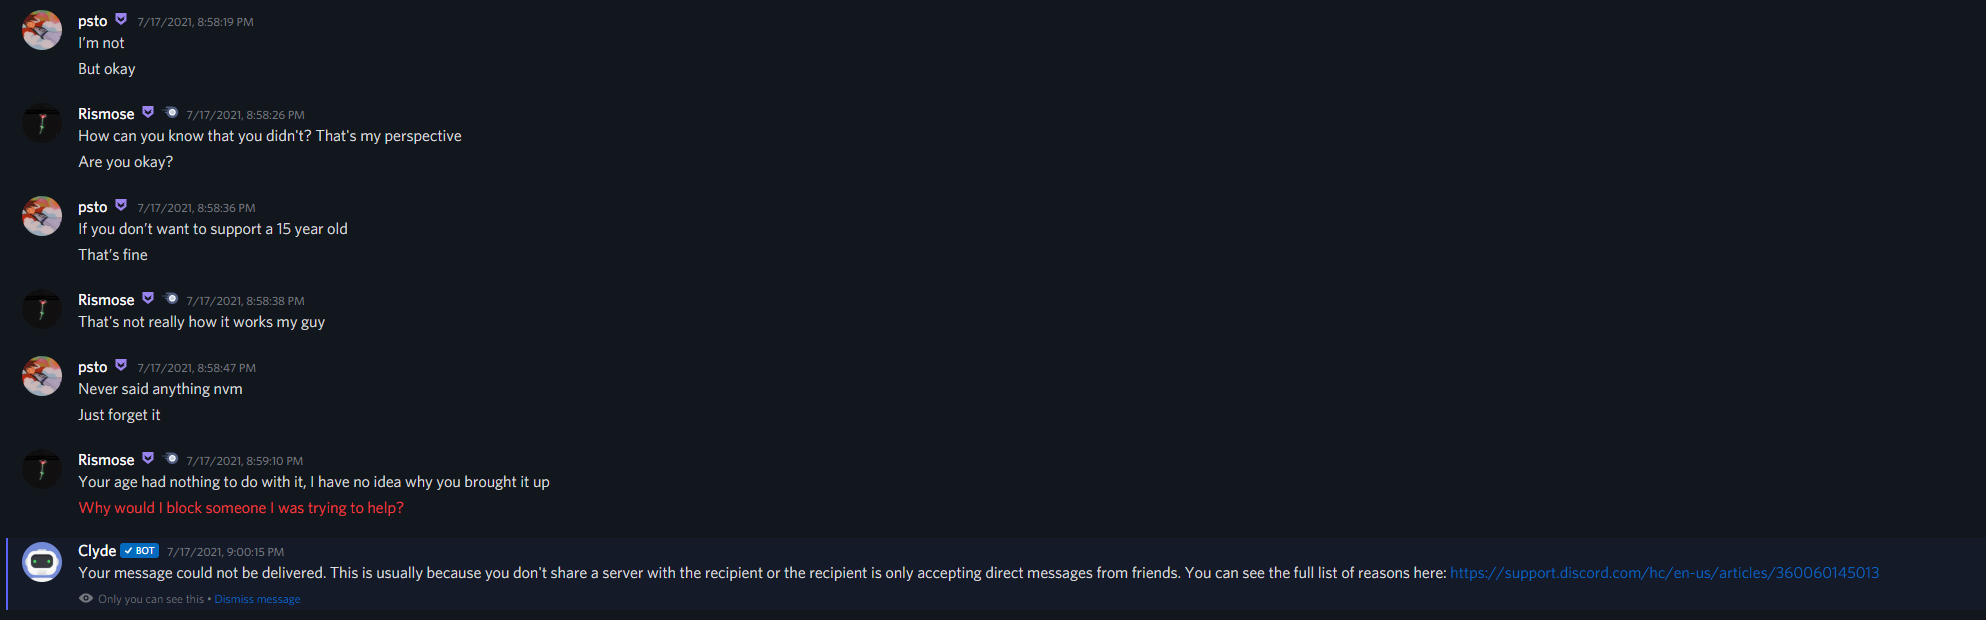 psto 7/17/2021, 8:58:19 PM
I’m not
But okay
Rismose 7/17/2021, 8:58:26 PM
How can you know that you didn't? That's my perspective
Are you okay?
psto 7/17/2021, 8:58:36 PM
If you don’t want to support a 15 year old
That’s fine
Rismose 7/17/2021, 8:58:38 PM
That's not really how it works my guy
psto 7/17/2021, 8:58:47 PM
Never said anything nvm
Just forget it
Rismose 7/17/2021, 8:59:10 PM
Your age had nothing to do with it, I have no idea why you brought it up
Why would I block someone I was trying to help?
Clyde ✓ BOT 7/17/2021, 9:00:15 PM
Your message could not be delivered. This is usually because you don't share a server with the recipient or the recipient is only accepting direct messages from friends. You can see the full list of reasons here: https://support.discord.com/hc/en-us/articles/360060145013
Only you can see this • Dismiss message